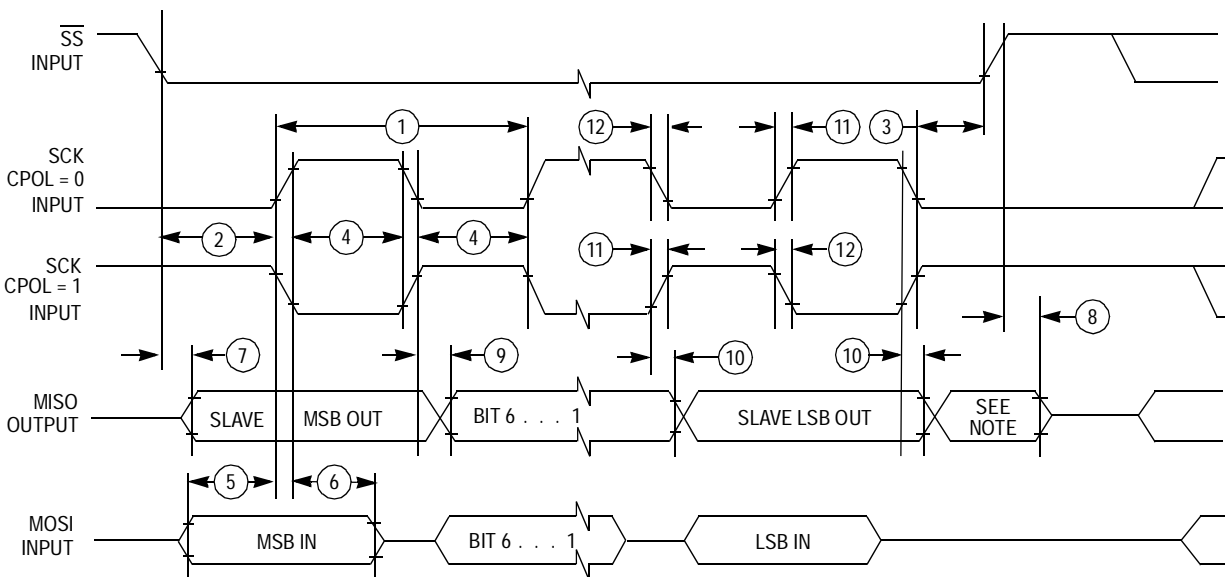 SS
INPUT
1
12
11
3
SCK
CPOL = 0
INPUT
2
4
4
11
12
SCK
CPOL = 1
INPUT
8
7
9
10
10
MISO
OUTPUT
SLAVE
MSB OUT
BIT 6 . . . 1
SLAVE LSB OUT
SEE
NOTE
5
6
MOSI
INPUT
MSB IN
BIT 6 . . . 1
LSB IN